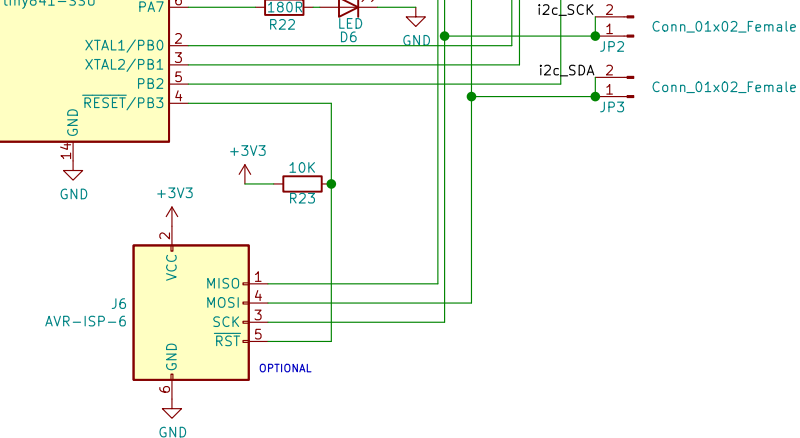 tiny841-SSU
PA7 6
180R
R22
LED
D6
GND
i2c_SCK
2
1
JP2
Conn_01x02_Female
XTAL1/PB0 2
XTAL2/PB1 3
PB2 5
RESET/PB3 4
GND
14
GND
i2c_SDA
2
1
JP3
Conn_01x02_Female
+3V3
10K
R23
+3V3
2
VCC
J6
AVR-ISP-6
MISO 1
MOSI 4
SCK 3
RST 5
GND
6
GND
OPTIONAL